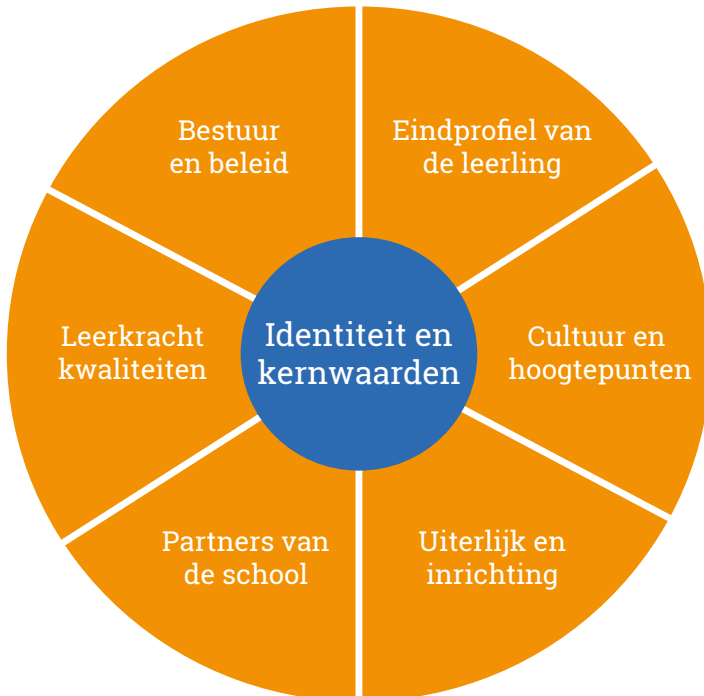 Bestuur
en beleid
Eindprofiel van
de leerling
Leerkracht
kwaliteiten
Identiteit en
kernwaarden
Cultuur en
hoogtepunten
Partners van
de school
Uiterlijk en
inrichting